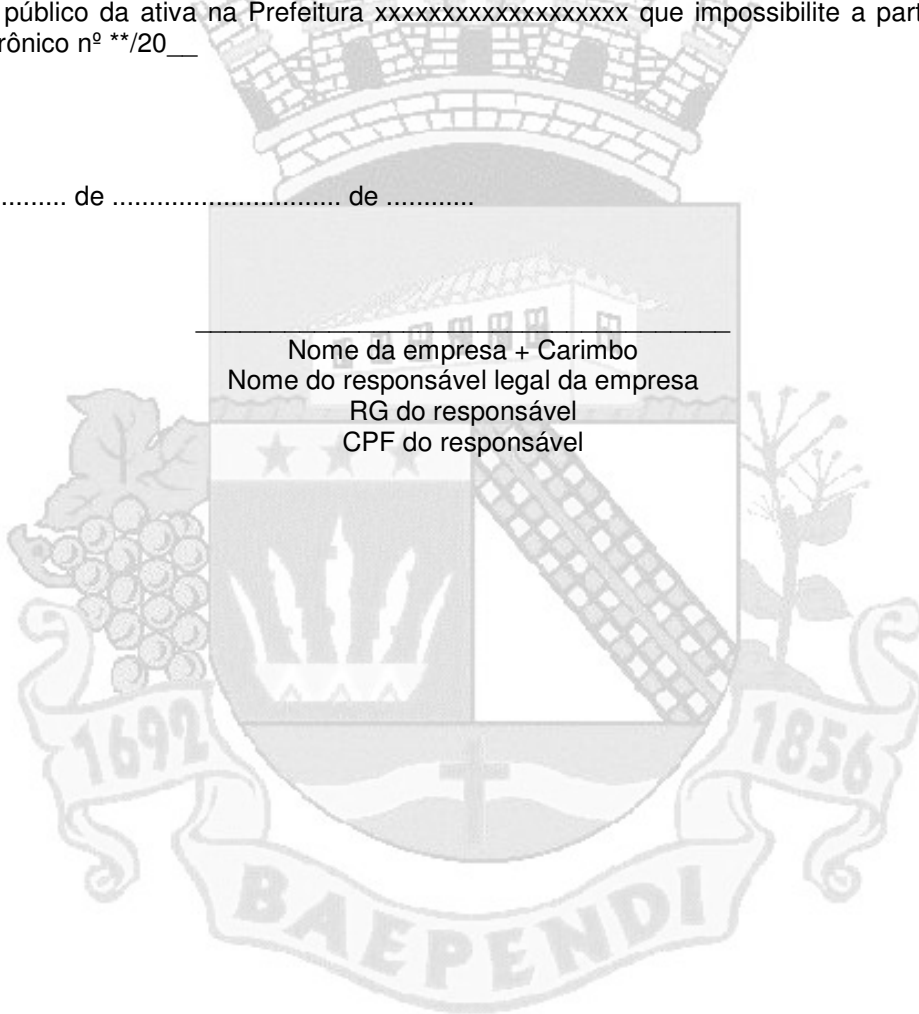 público da ativa na Prefeitura xxxxxxxxxxxxxxxxxxx que impossibilite a part
rônico nº **/20__
......... de ............................... de ............
Nome da empresa + Carimbo
Nome do responsável legal da empresa
RG do responsável
CPF do responsável
1692
1856
BAEPENDI